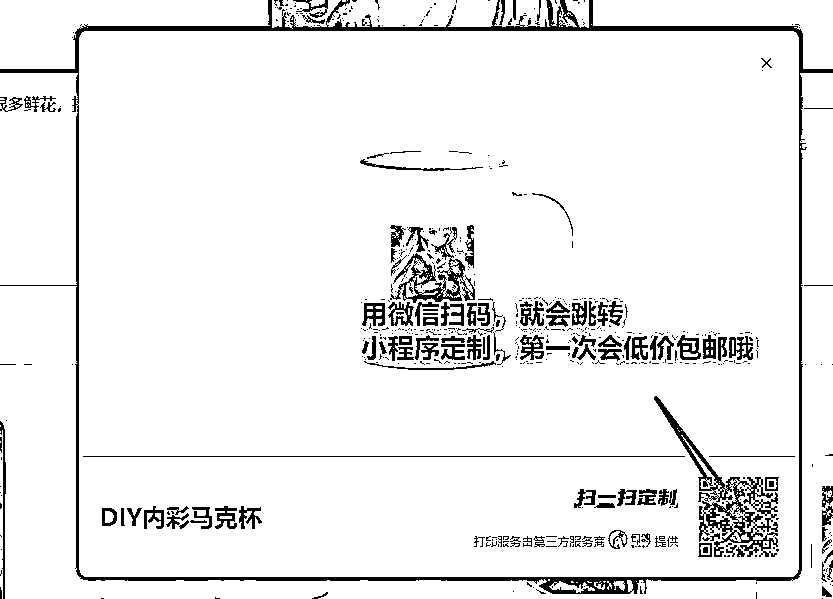 很多鲜花，
用微信扫码，就会跳转
小程序定制，第一次会低价包邮哦
扫一扫定制
DIY内彩马克杯
打印服务由第三方服务商
提供